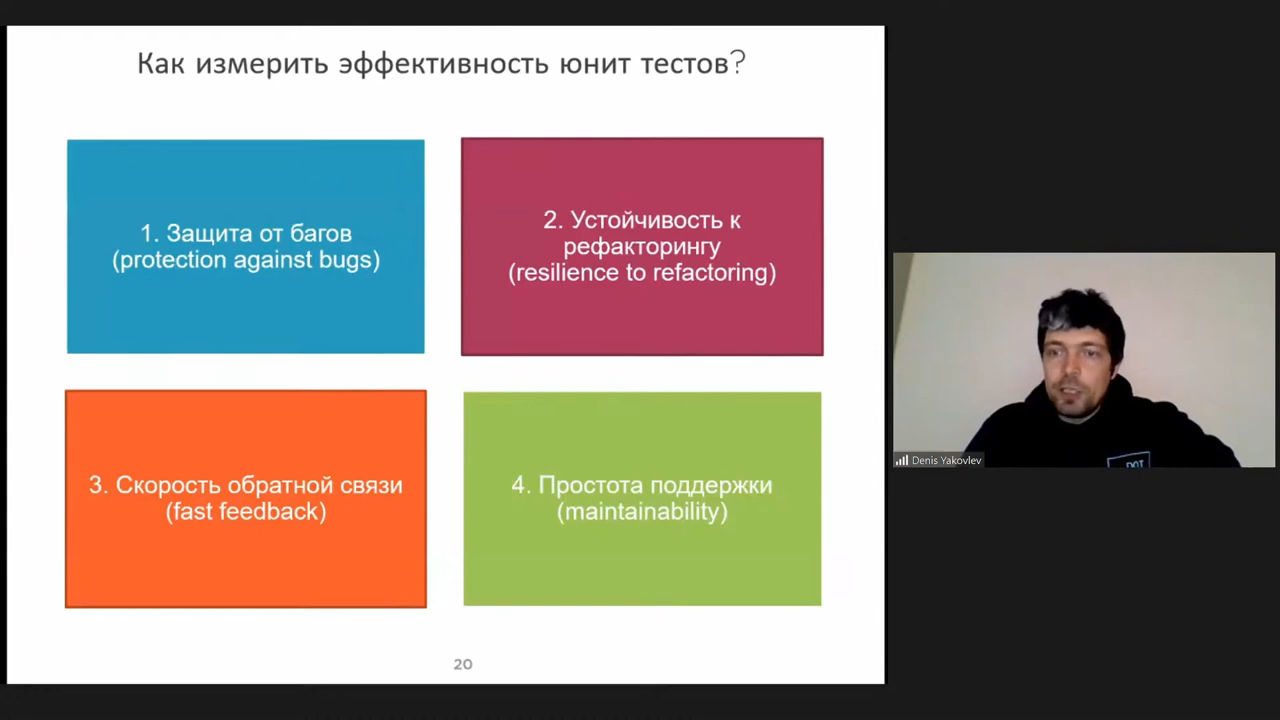 Как измерить эффективность юнит тестов?
1. Защита от багов
(protection against bugs)
2. Устойчивость к
рефакторингу
(resilience to refactoring)
3. Скорость обратной связи
(fast feedback)
4. Простота поддержки
(maintainability)
20
Denis Yakovlev